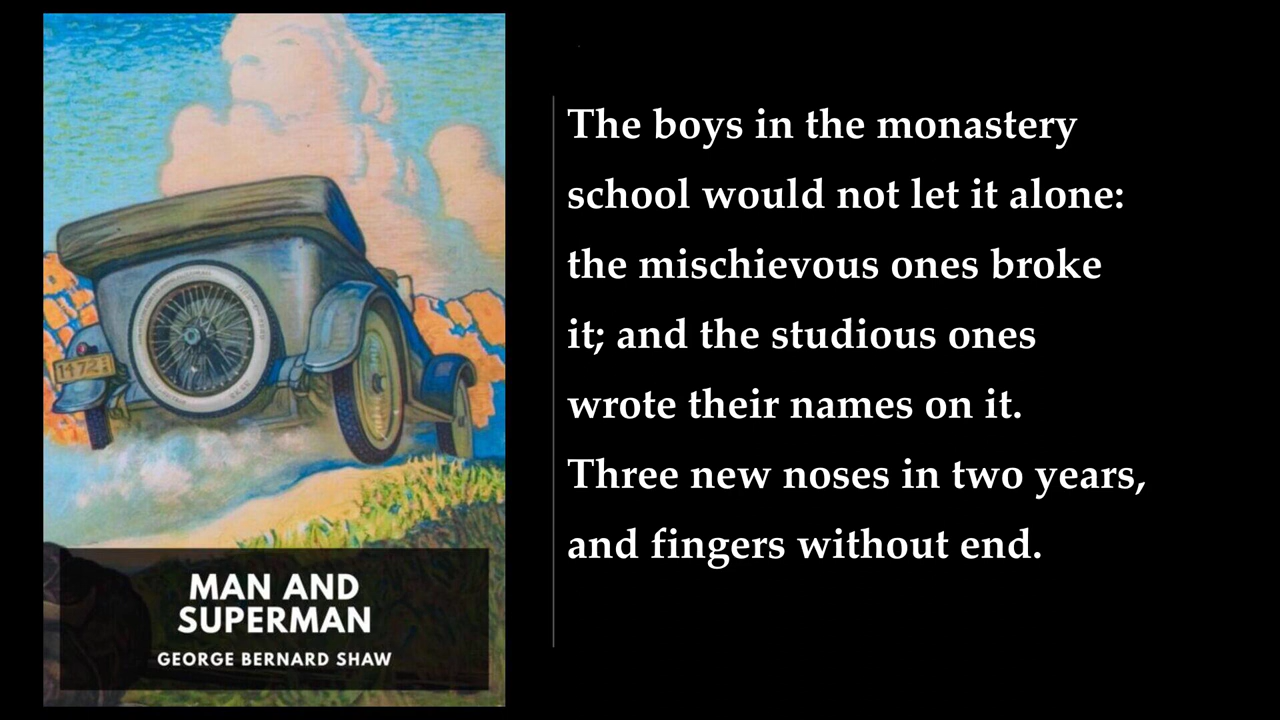 The boys in the monastery
school would not let it alone:
the mischievous ones broke
it; and the studious ones
wrote their names on it.
Three new noses in two years,
and fingers without end.
1472
MAN AND
SUPERMAN
GEORGE BERNARD SHAW